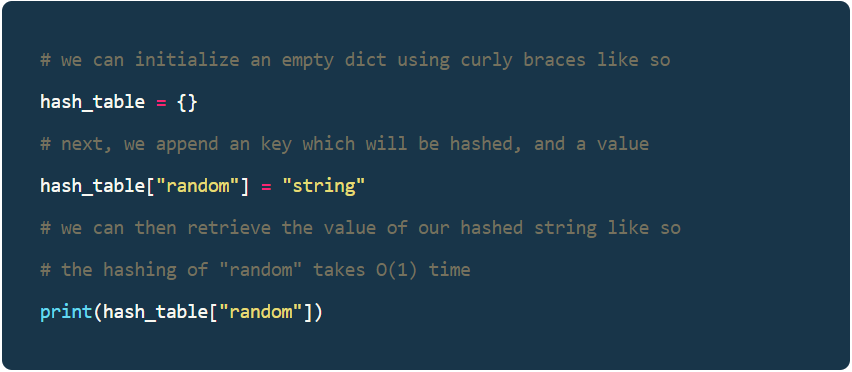 # we can initialize an empty dict using curly braces like so
hash_table = {}
# next, we append an key which will be hashed, and a value
hash_table["random"] = "string"
# we can then retrieve the value of our hashed string like so
# the hashing of "random" takes O(1) time
print(hash_table["random"])